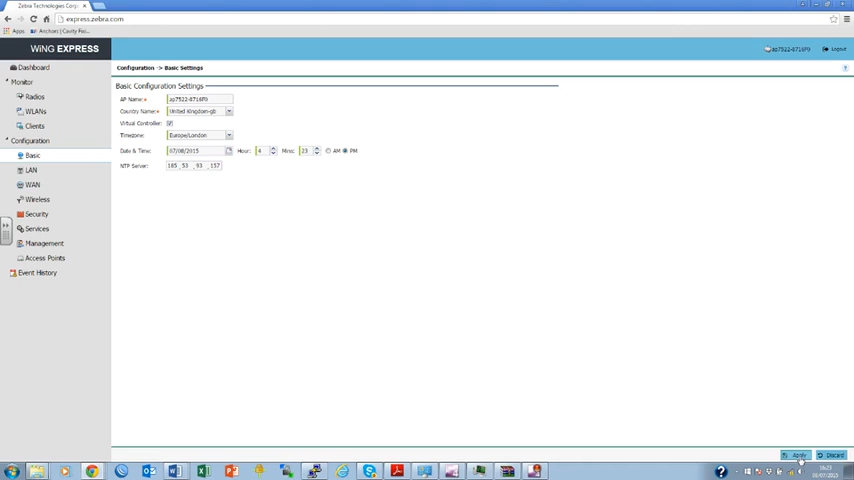 Zebra Technologies Corp
express.zebra.com
Apps
WiNG EXPRESS
Logout
Dashboard
Configuration -> Basic Settings
Monitor
Basic Configuration Settings
Radios
AP Name:
WLANs
Country Name:
United Kingdom-gb
Clients
Virtual Controller:
Configuration
Timezone:
Europe/London
Basic
Date & Time:
07/08/2015
Hour:
4
Mins:
23
AM
PM
LAN
NTP Server:
185 . 53 . 93 . 157
WAN
Wireless
Security
Services
Management
Access Points
Event History
Apply
Discard
16:23